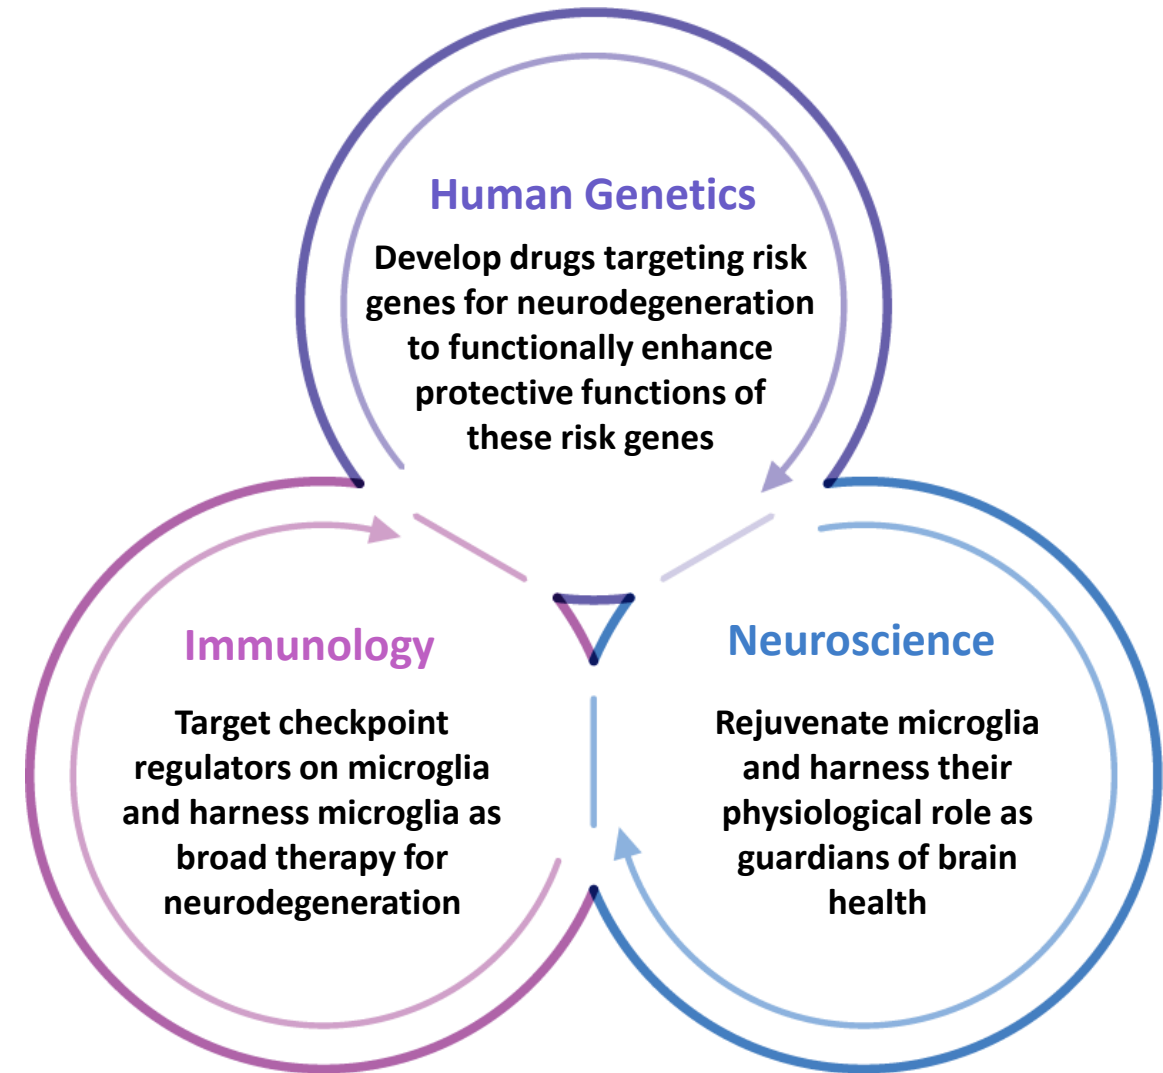 Human Genetics
Develop drugs targeting risk
genes for neurodegeneration
to functionally enhance
protective functions of
these risk genes
Immunology
Target checkpoint
regulators on microglia
and harness microglia as
broad therapy for
neurodegeneration
Neuroscience
Rejuvenate microglia
and harness their
physiological role as
guardians of brain
health